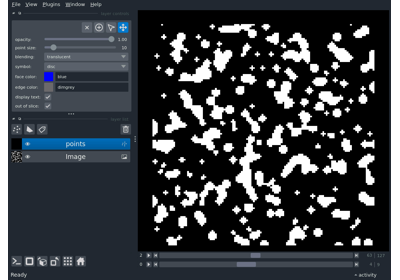 File View Plugins Window Help
opacity: 1.00
point size: 10
blending: translucent
symbol: disc
face color: blue
edge color: dimgrey
display text:
out of slice:
points
Image
Ready
activity